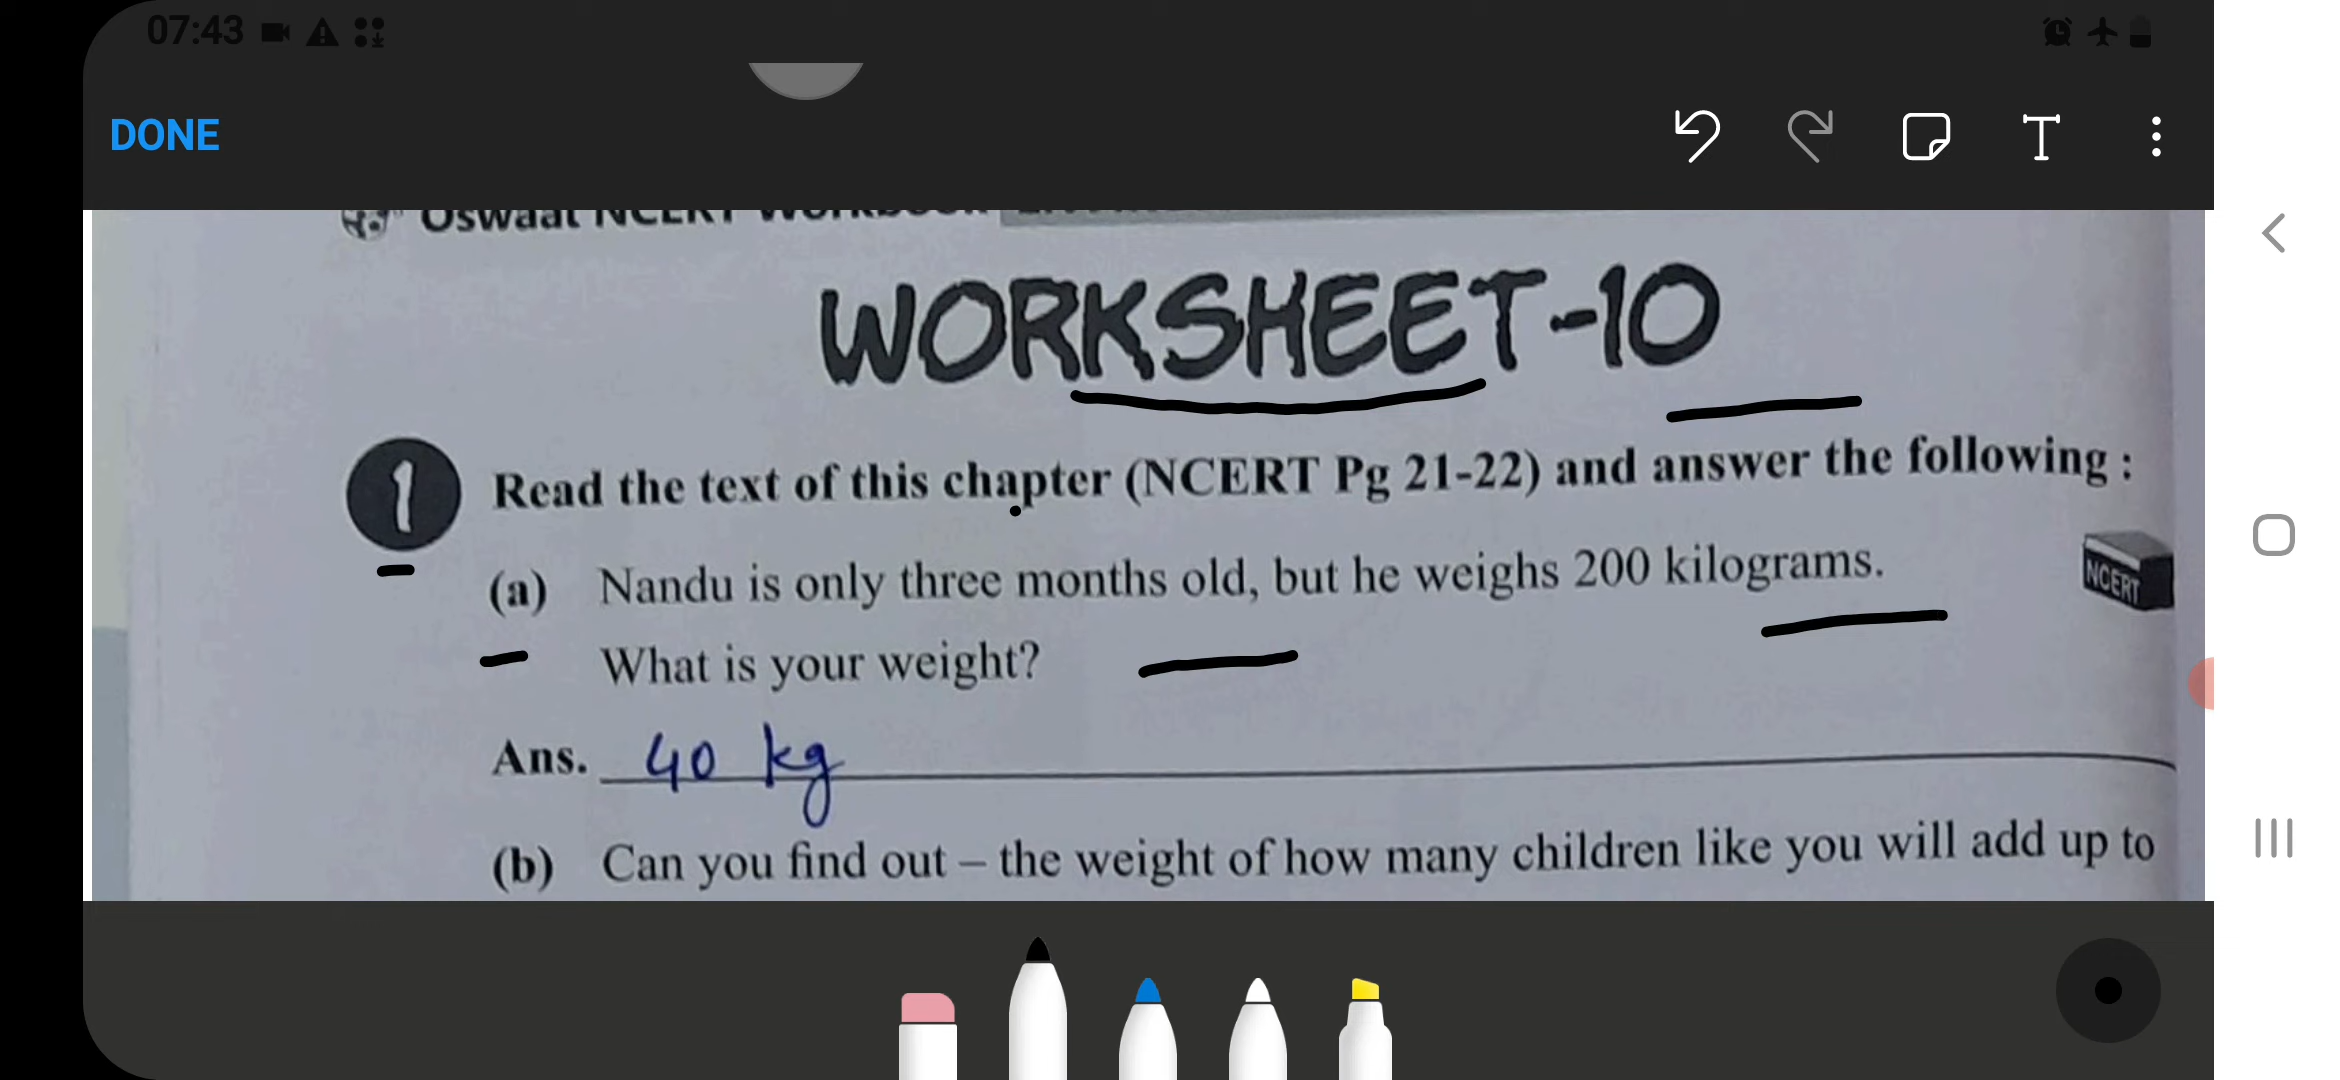 07:43
DONE
T
Oswaal NCERT
WORKSHEET-10
1 Read the text of this chapter (NCERT Pg 21-22) and answer the following :
(a) Nandu is only three months old, but he weighs 200 kilograms.
NCERT
What is your weight?
Ans. 40 kg
(b) Can you find out – the weight of how many children like you will add up to